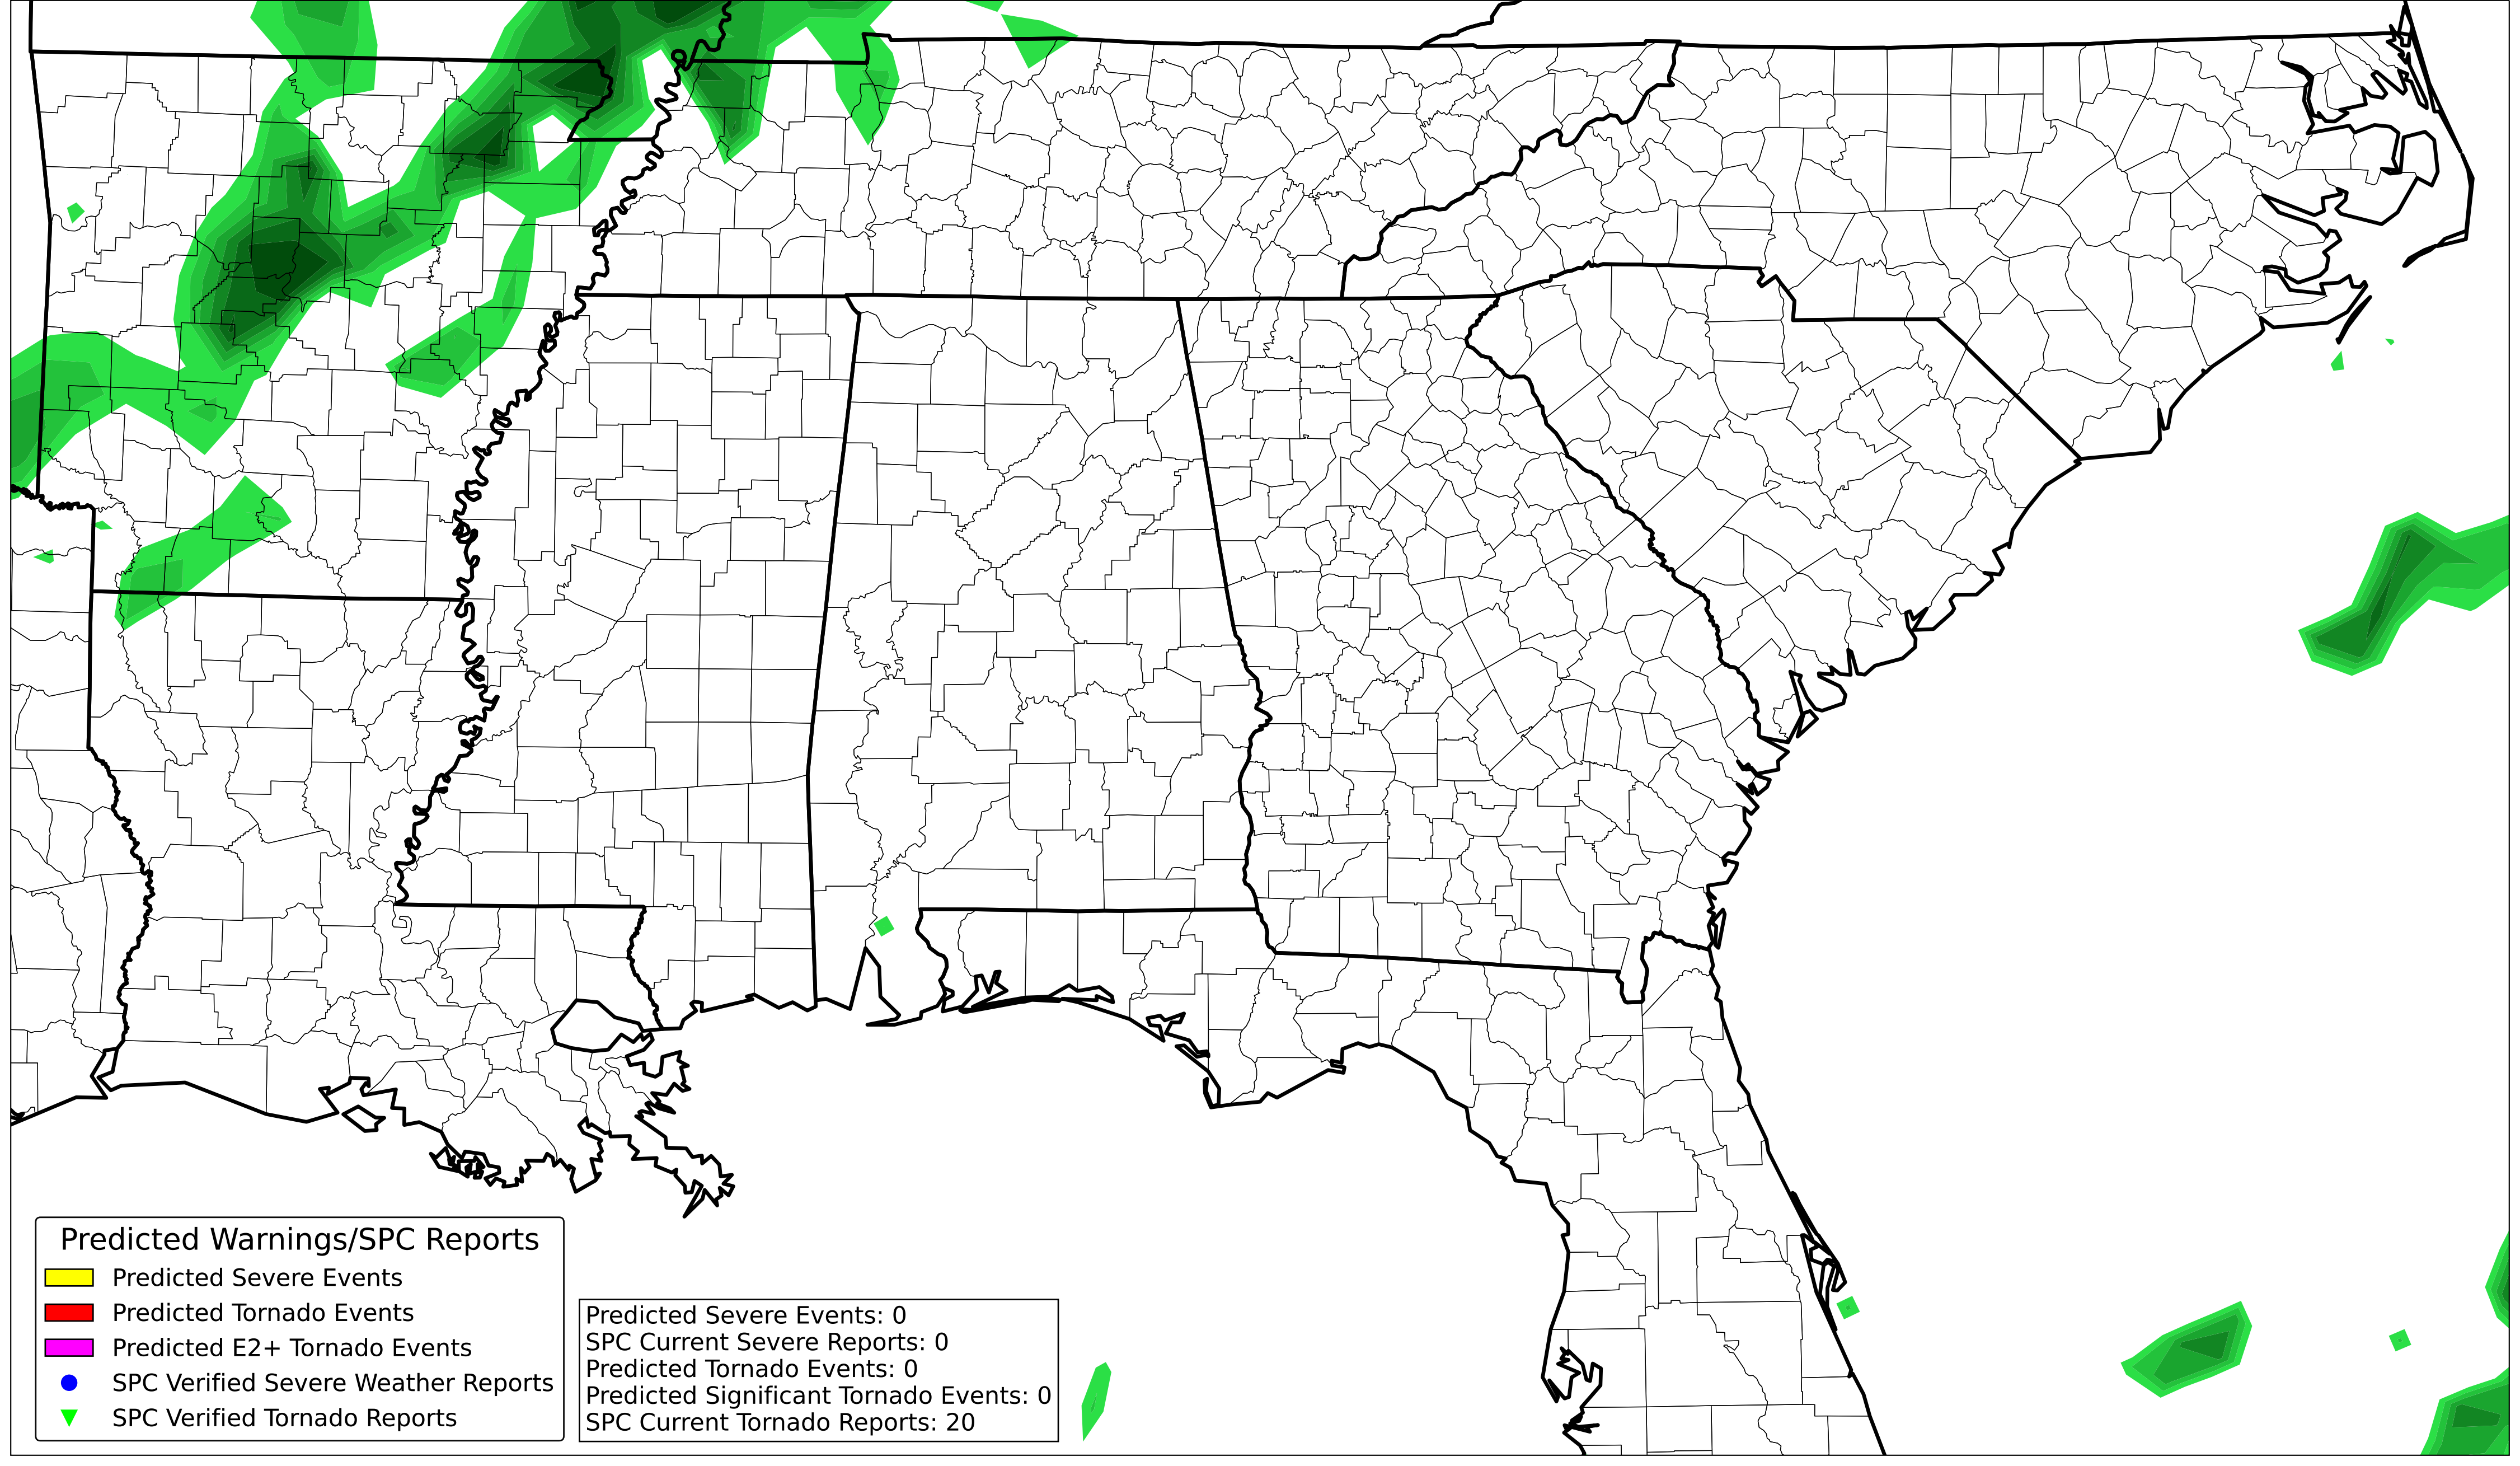 Predicted Warnings/SPC Reports
Predicted Severe Events
Predicted Tornado Events
Predicted E2+ Tornado Events
SPC Verified Severe Weather Reports
SPC Verified Tornado Reports
Predicted Severe Events: 0
SPC Current Severe Reports: 0
Predicted Tornado Events: 0
Predicted Significant Tornado Events: 0
SPC Current Tornado Reports: 20